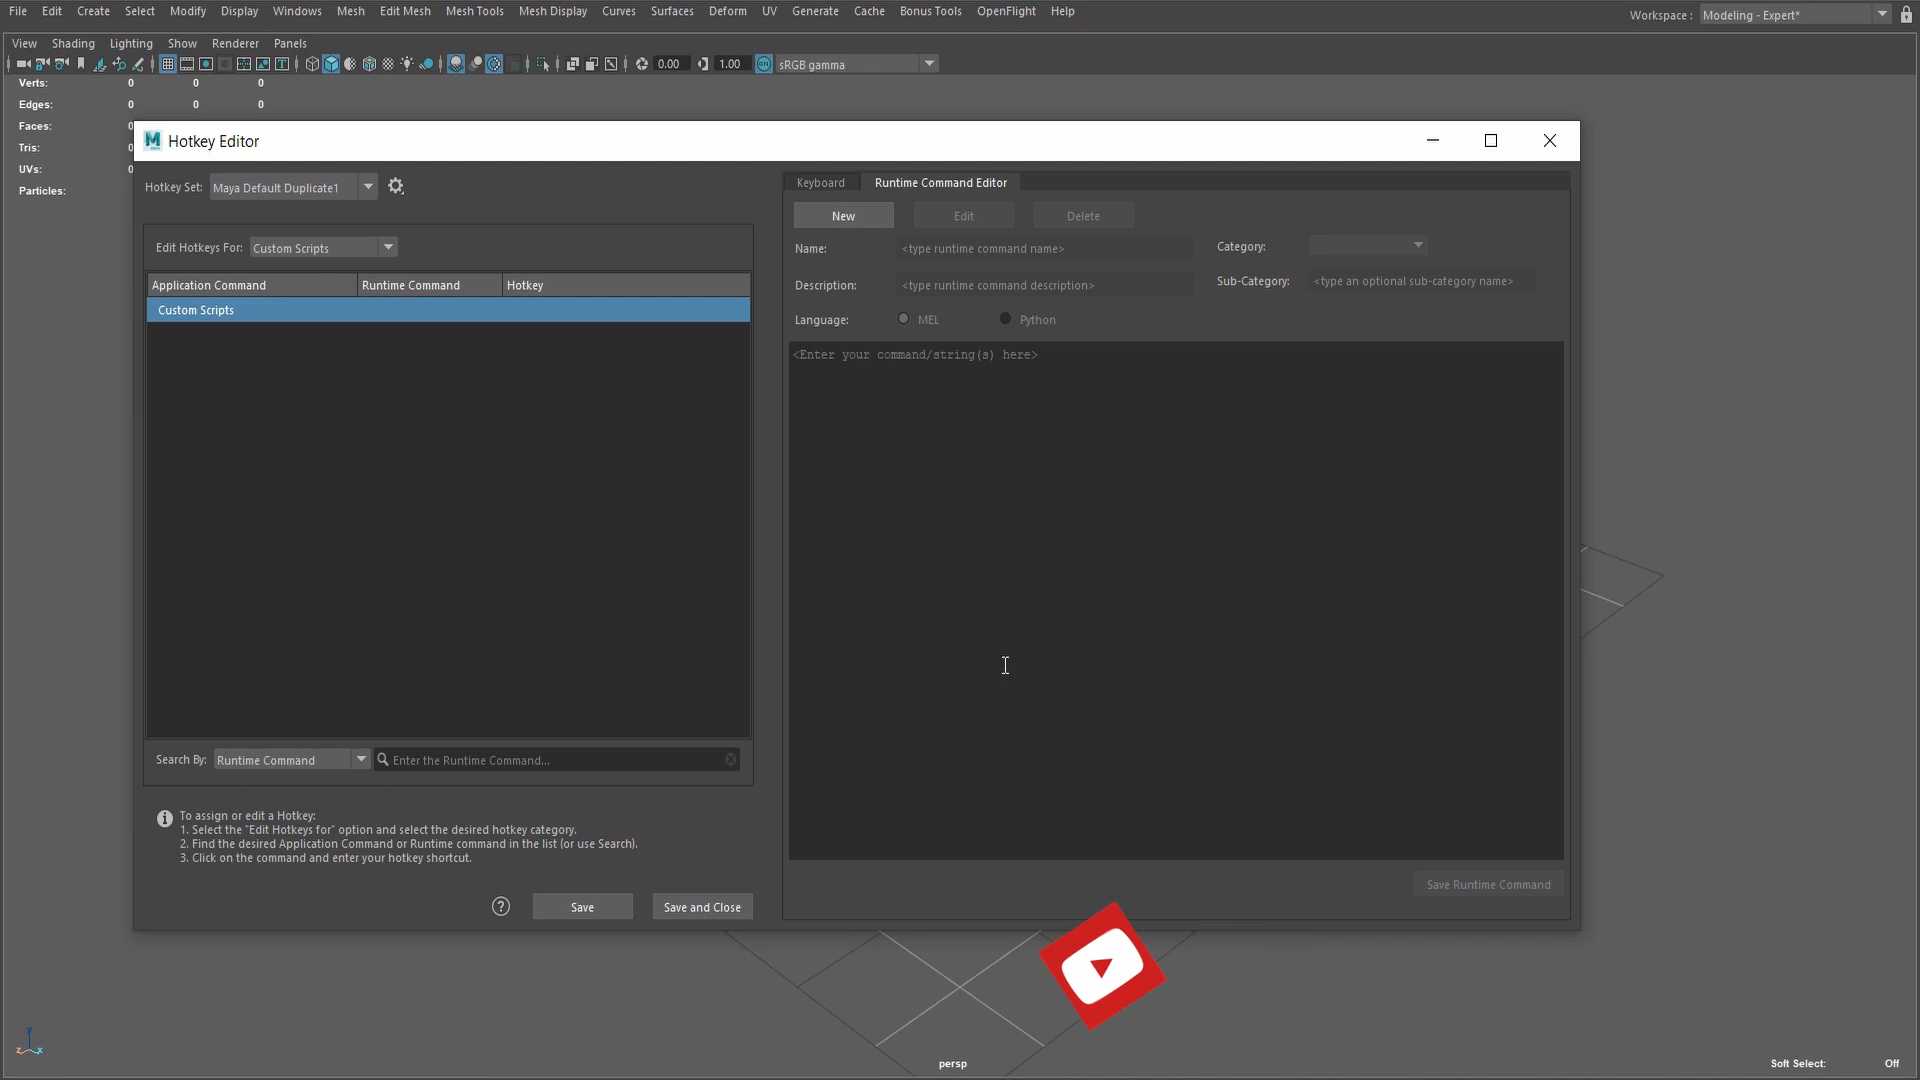 File Edit Create Select Modify Display Windows Mesh Edit Mesh Mesh Tools Mesh Display Curves Surfaces Deform UV Generate Cache Bonus Tools OpenFlight Help
Workspace : Modeling - Expert*
View Shading Lighting Show Renderer Panels
0.00 1.00 ON sRGB gamma
Verts: 0 0 0
Edges: 0 0 0
Faces: 0
Tris: 0
UVs: 0
Particles:
M Hotkey Editor
Hotkey Set: Maya Default Duplicate1
Keyboard Runtime Command Editor
New Edit Delete
Edit Hotkeys For: Custom Scripts
Name: <type runtime command name>
Category:
Application Command Runtime Command Hotkey
Description: <type runtime command description>
Sub-Category: <type an optional sub-category name>
Custom Scripts
Language: MEL Python
<Enter your command/string(s) here>
Search By: Runtime Command Enter the Runtime Command...
To assign or edit a Hotkey:
1. Select the "Edit Hotkeys for" option and select the desired hotkey category.
2. Find the desired Application Command or Runtime command in the list (or use Search).
3. Click on the command and enter your hotkey shortcut.
Save Runtime Command
? Save Save and Close
y
z x
persp
Soft Select: Off